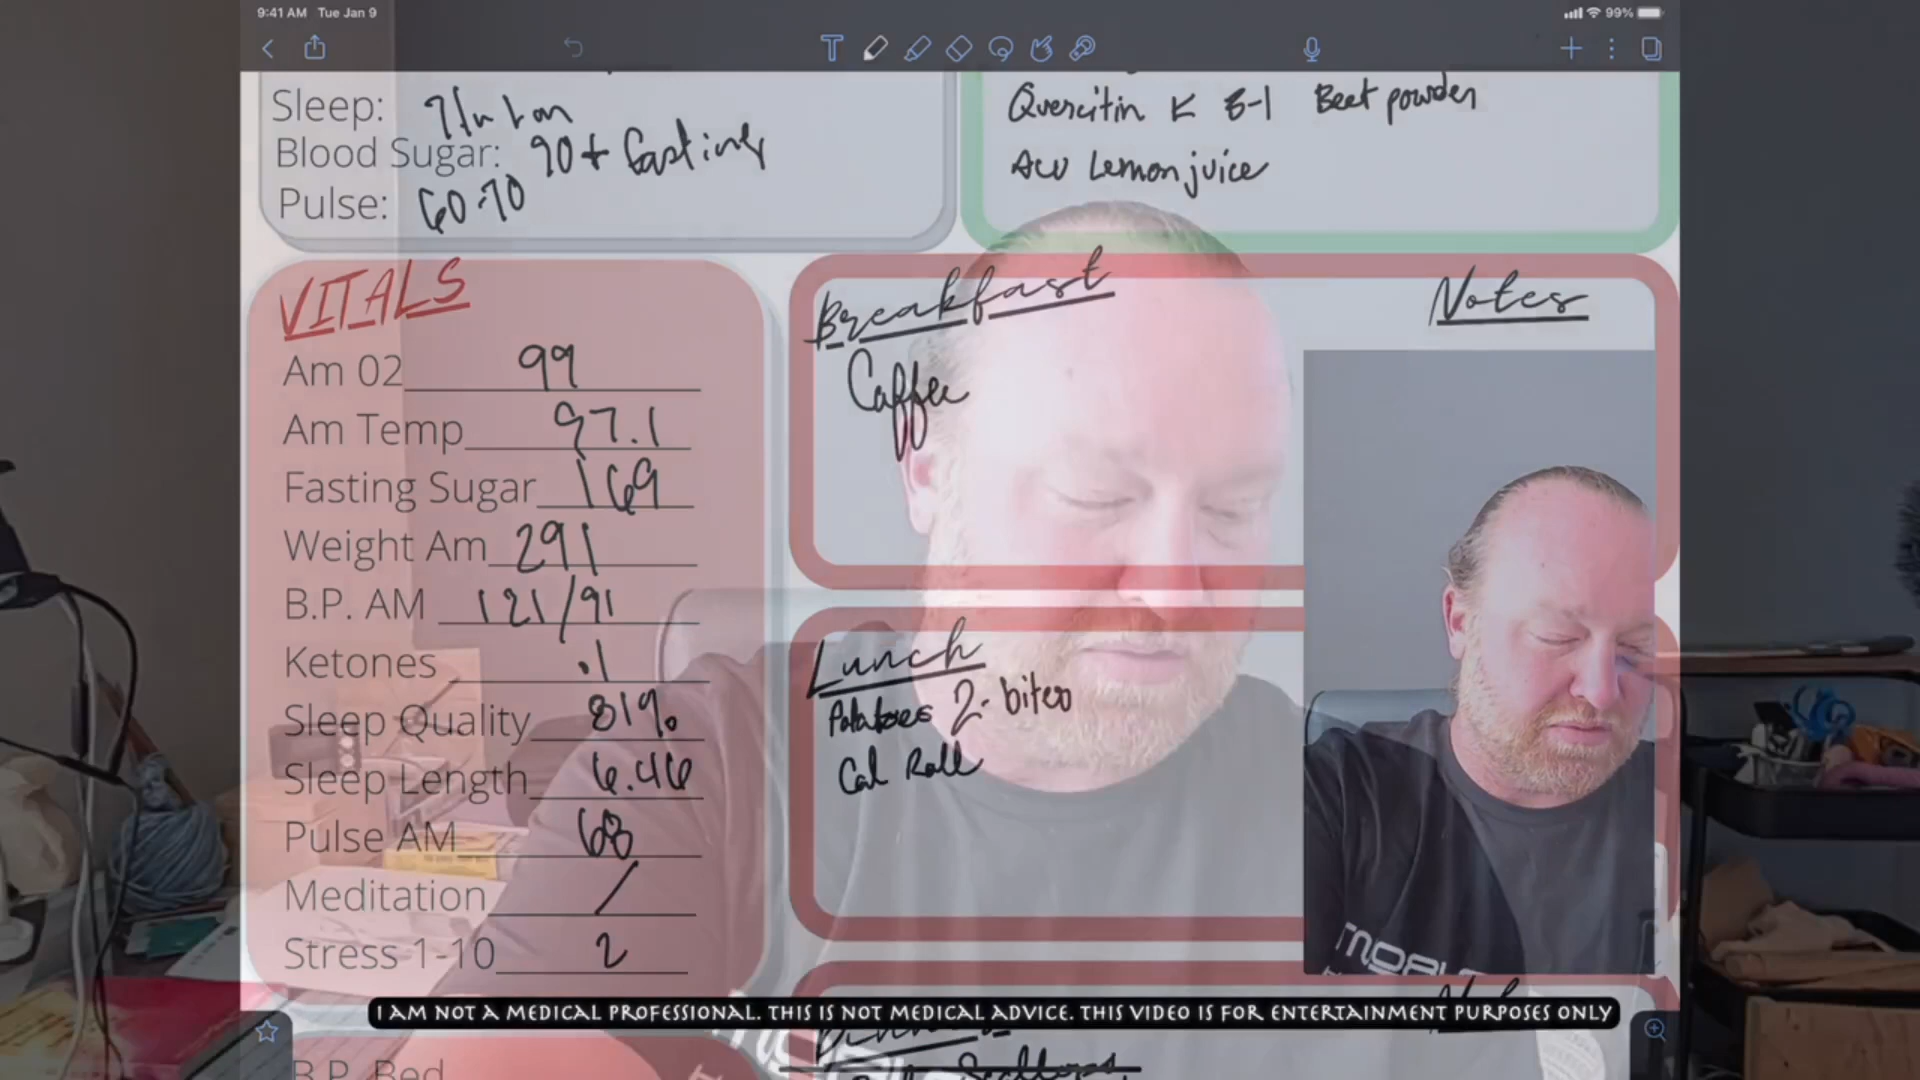 9:41 AM Tue Jan 9
99%
Sleep:
Blood Sugar: 90+ fasting
Pulse: 60-70
Quercitin K B-1 Beet powder
ACV Lemon juice
VITALS
Am 02 99
Am Temp 97.1
Fasting Sugar 169
Weight Am 291
B.P. AM 121/91
Ketones .1
Sleep Quality 81%
Sleep Length 6.46
Pulse AM 68
Meditation /
Stress 1-10 2
Breakfast
Caffee
Notes
Lunch
Potatoes 2-bites
Cal Roll
I AM NOT A MEDICAL PROFESSIONAL. THIS IS NOT MEDICAL ADVICE. THIS VIDEO IS FOR ENTERTAINMENT PURPOSES ONLY
B.P. Bed